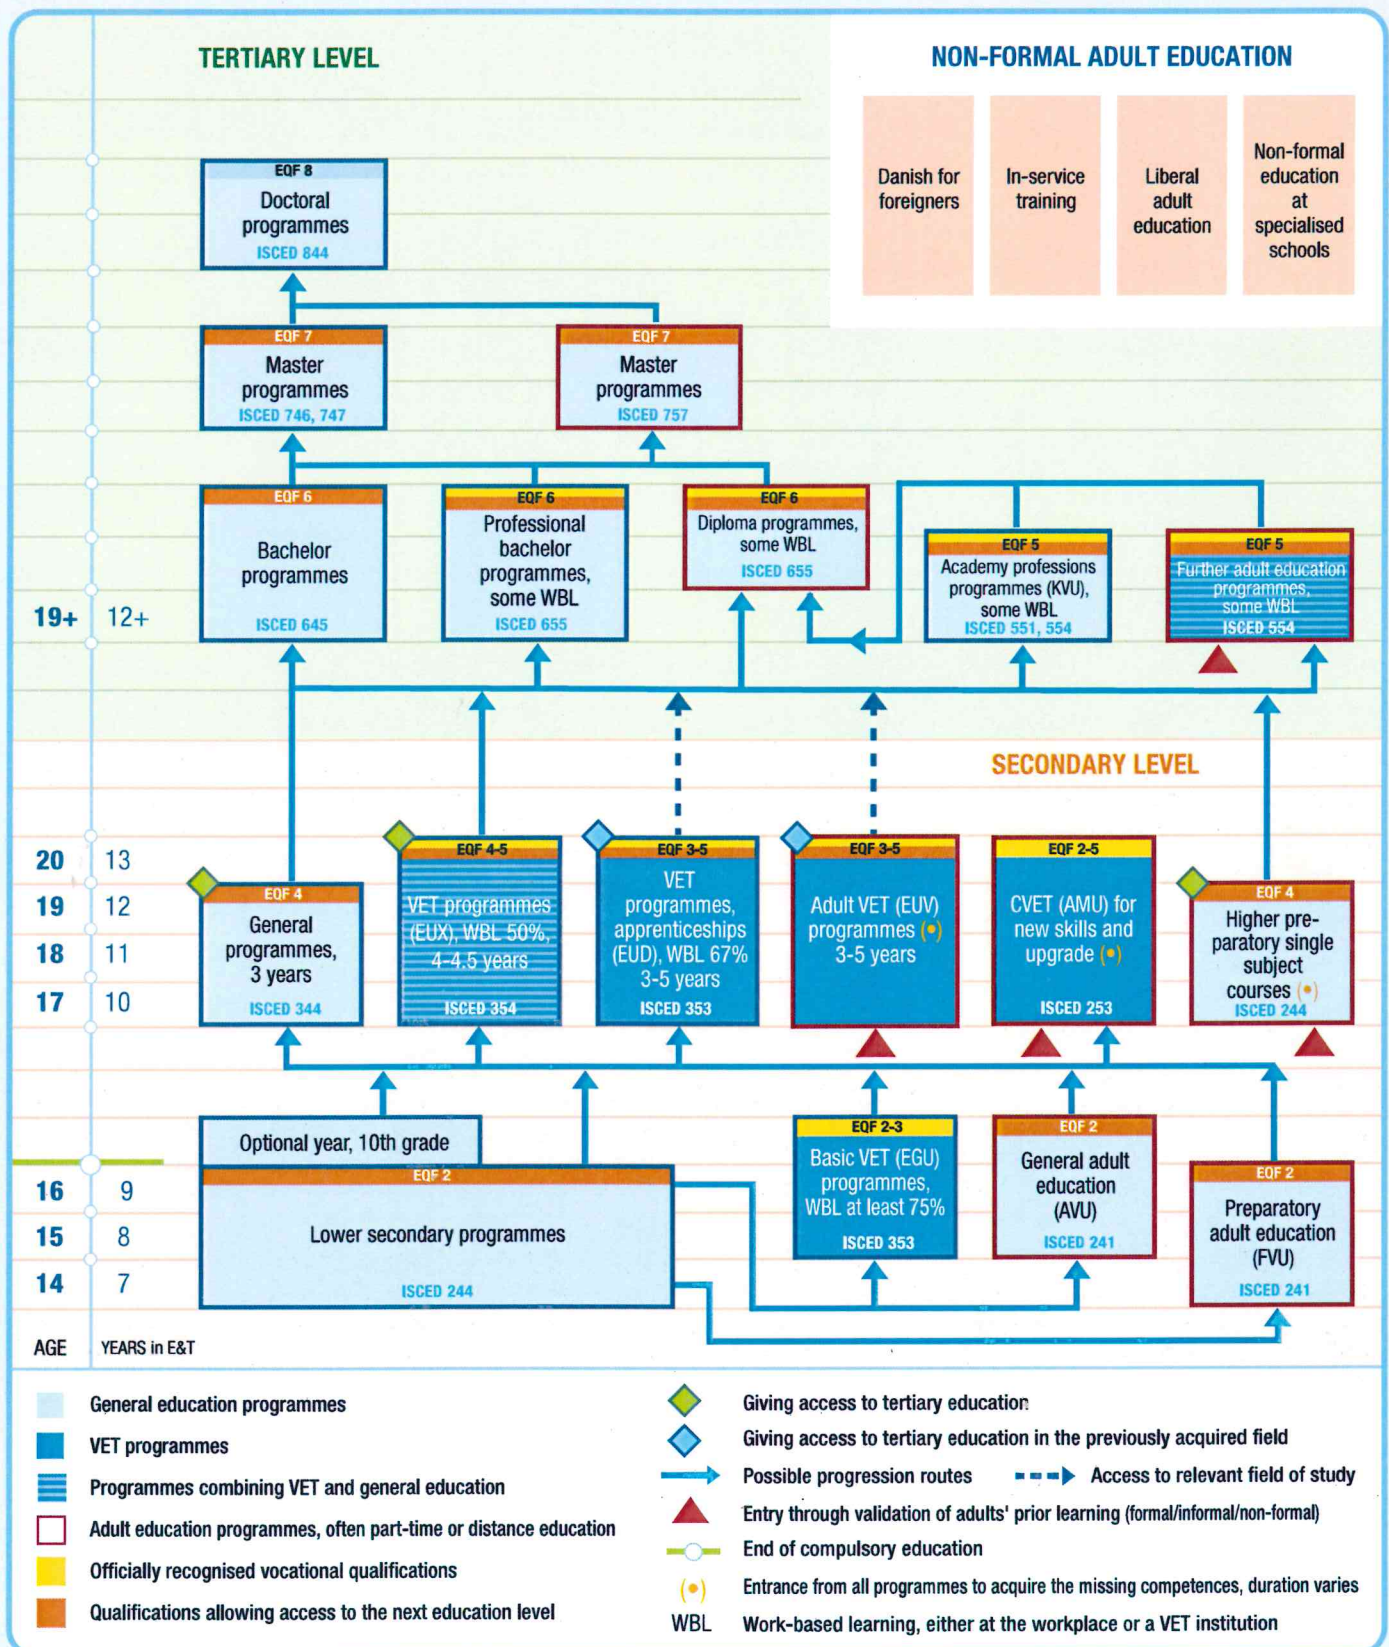 TERTIARY LEVEL
NON-FORMAL ADULT EDUCATION
Danish for
foreigners
In-service
training
Liberal
adult
education
Non-formal
education
at
specialised
schools
EQF 8
Doctoral
programmes
ISCED 844
EQF 7
Master
programmes
ISCED 746, 747
EQF 7
Master
programmes
ISCED 757
EQF 6
Bachelor
programmes
ISCED 645
EQF 6
Professional
bachelor
programmes,
some WBL
ISCED 655
EQF 6
Diploma programmes,
some WBL
ISCED 655
EQF 5
Academy professions
programmes (KVU),
some WBL
ISCED 551, 554
EQF 5
Further adult education
programmes,
some WBL
ISCED 554
19+ 12+
SECONDARY LEVEL
20 13
19 12
18 11
17 10
EQF 4
General
programmes,
3 years
ISCED 344
EQF 4-5
VET programmes
(EUX), WBL 50%,
4-4.5 years
ISCED 354
EQF 3-5
VET
programmes,
apprenticeships
(EUD), WBL 67%
3-5 years
ISCED 353
EQF 3-5
Adult VET (EUV)
programmes (•)
3-5 years
EQF 2-5
CVET (AMU) for
new skills and
upgrade (•)
ISCED 253
EQF 4
Higher pre-
paratory single
subject
courses (•)
ISCED 244
Optional year, 10th grade
EQF 2
Lower secondary programmes
ISCED 244
EQF 2-3
Basic VET (EGU)
programmes,
WBL at least 75%
ISCED 353
EQF 2
General adult
education
(AVU)
ISCED 241
EQF 2
Preparatory
adult education
(FVU)
ISCED 241
16 9
15 8
14 7
AGE YEARS in E&T
General education programmes
VET programmes
Programmes combining VET and general education
Adult education programmes, often part-time or distance education
Officially recognised vocational qualifications
Qualifications allowing access to the next education level
Giving access to tertiary education
Giving access to tertiary education in the previously acquired field
Possible progression routes
Access to relevant field of study
Entry through validation of adults' prior learning (formal/informal/non-formal)
End of compulsory education
(•) Entrance from all programmes to acquire the missing competences, duration varies
WBL Work-based learning, either at the workplace or a VET institution